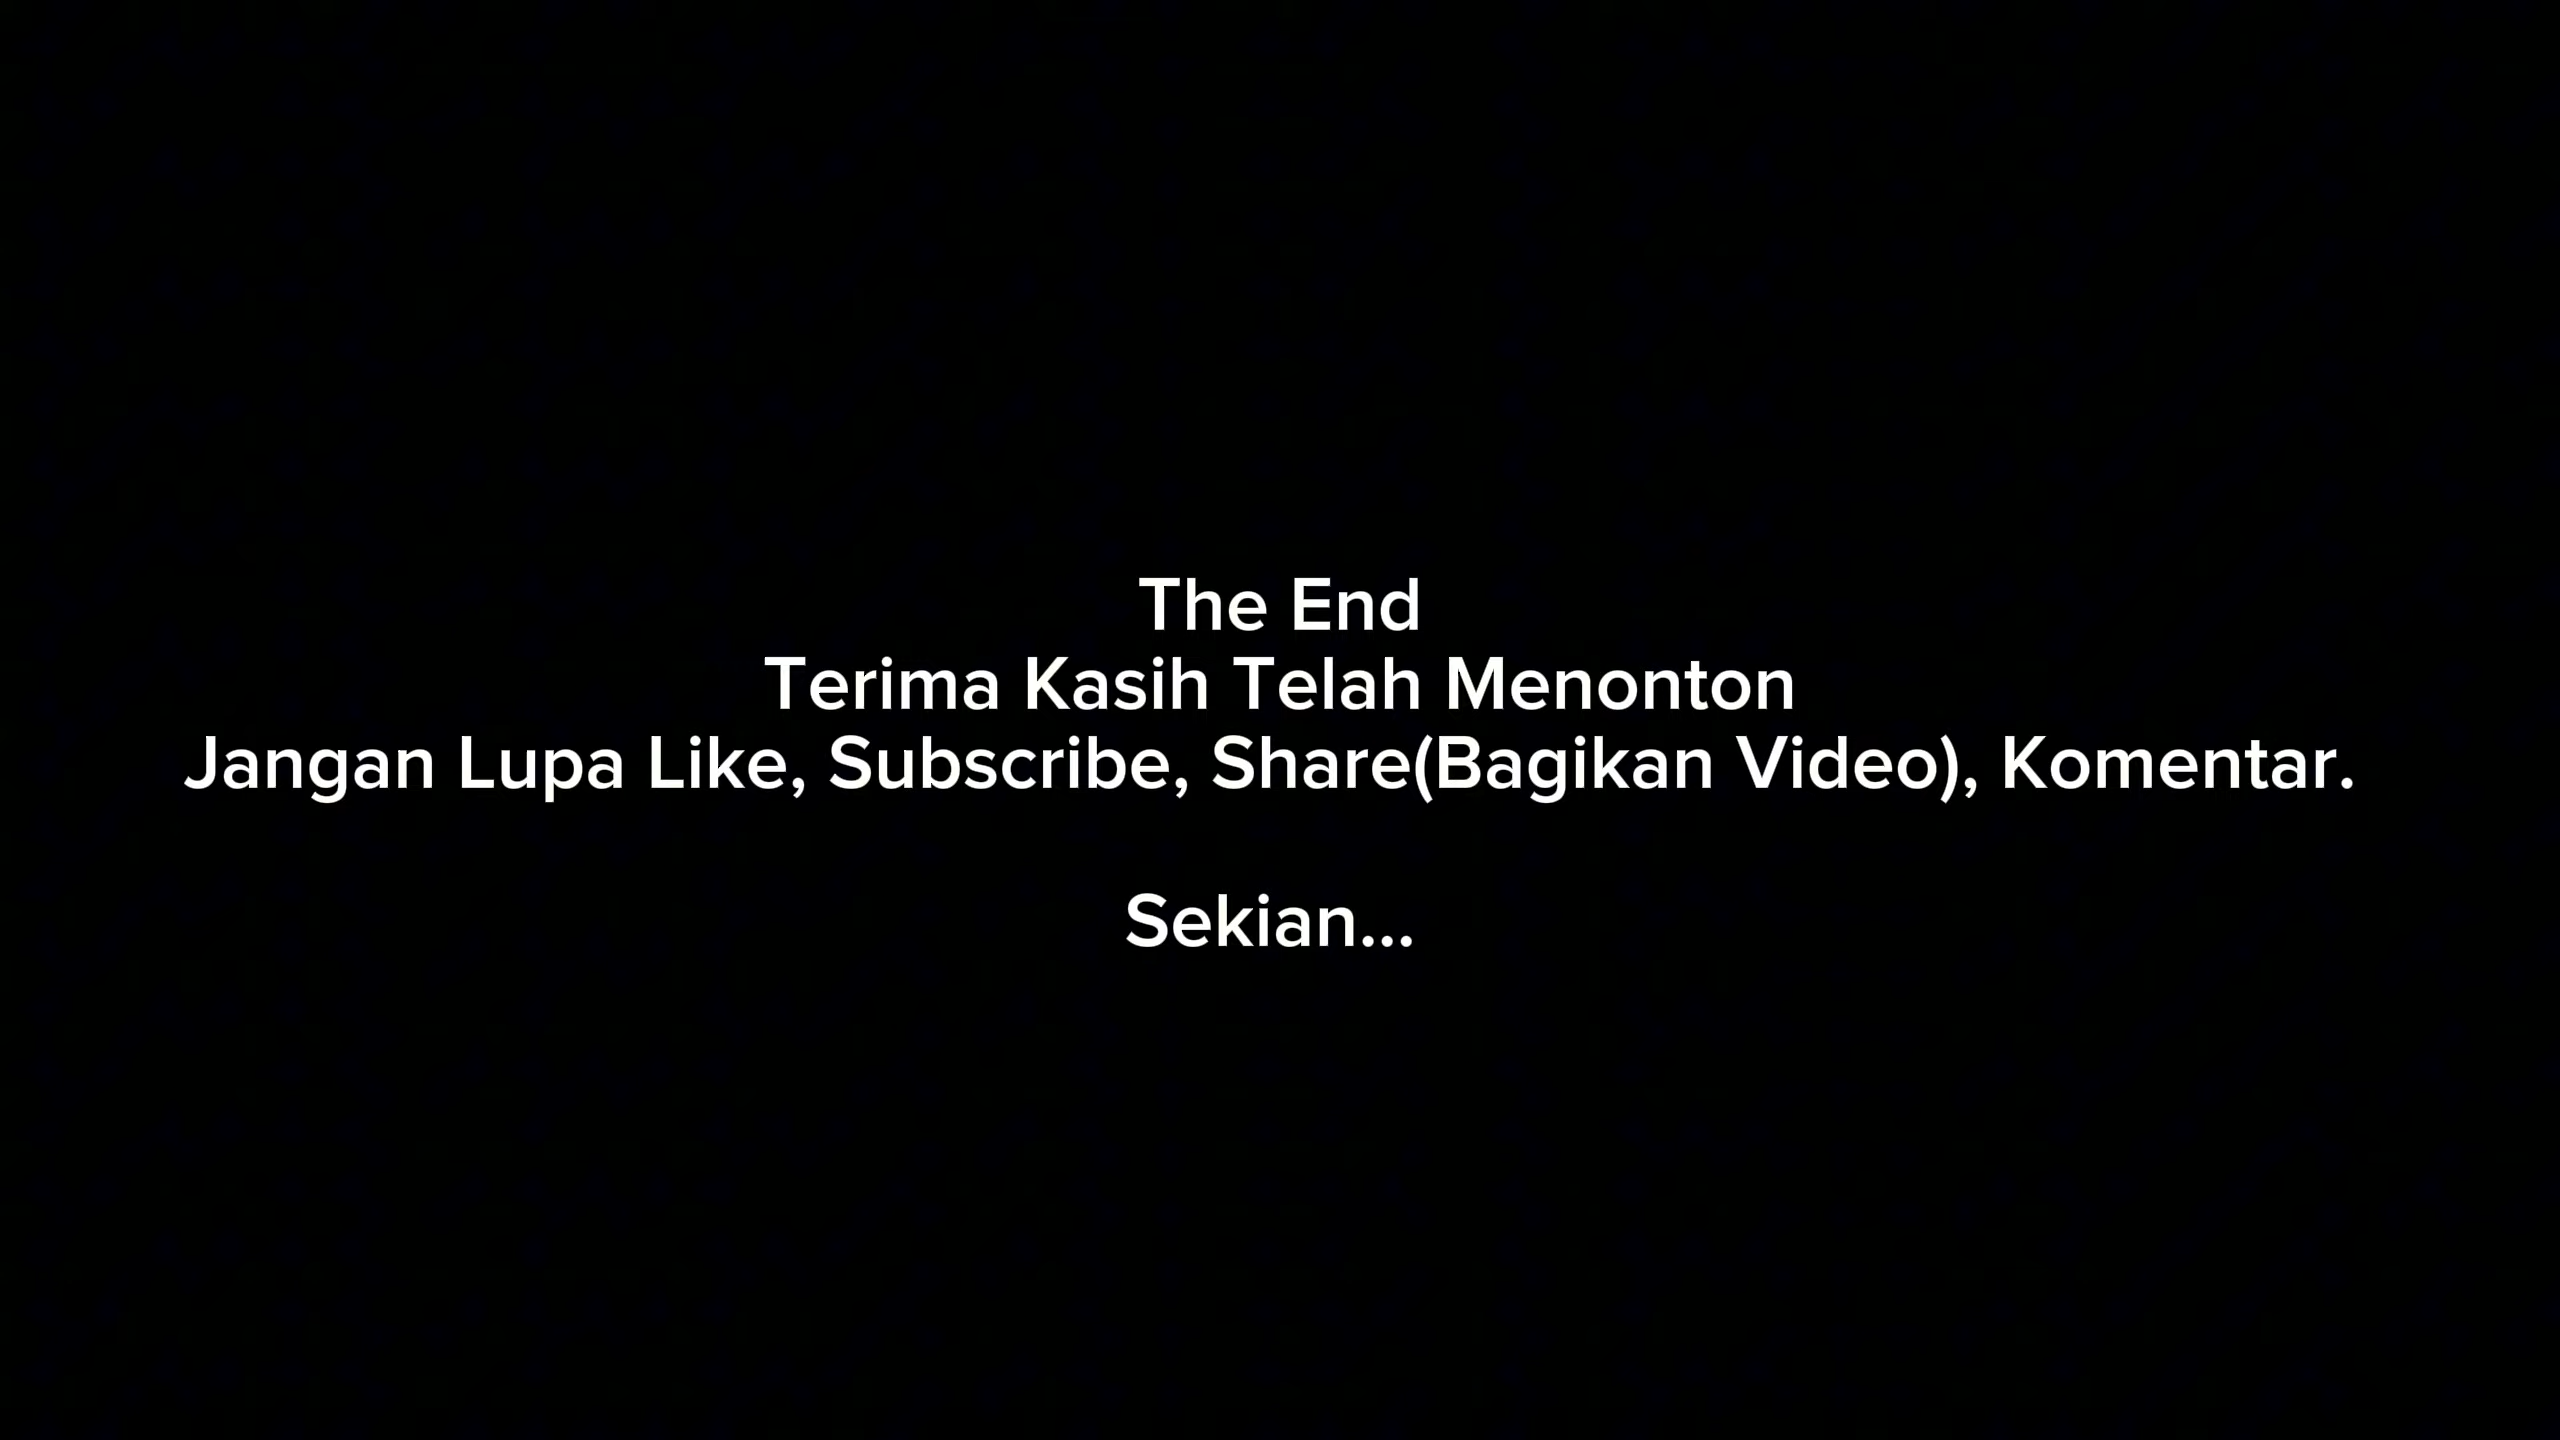 The End
Terima Kasih Telah Menonton
Jangan Lupa Like, Subscribe, Share(Bagikan Video), Komentar.
Sekian...